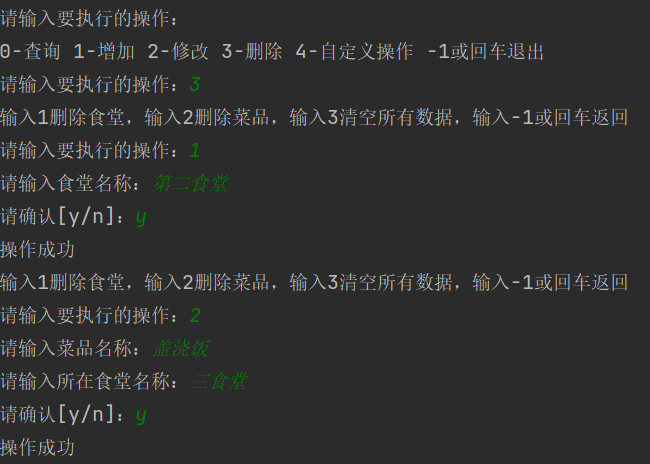 请输入要执行的操作：
0-查询 1-增加 2-修改 3-删除 4-自定义操作 -1或回车退出
请输入要执行的操作：3
输入1删除食堂，输入2删除菜品，输入3清空所有数据，输入-1或回车返回
请输入要执行的操作：1
请输入食堂名称：第二食堂
请确认[y/n]：y
操作成功
输入1删除食堂，输入2删除菜品，输入3清空所有数据，输入-1或回车返回
请输入要执行的操作：2
请输入菜品名称：盖浇饭
请输入所在食堂名称：三食堂
请确认[y/n]：y
操作成功